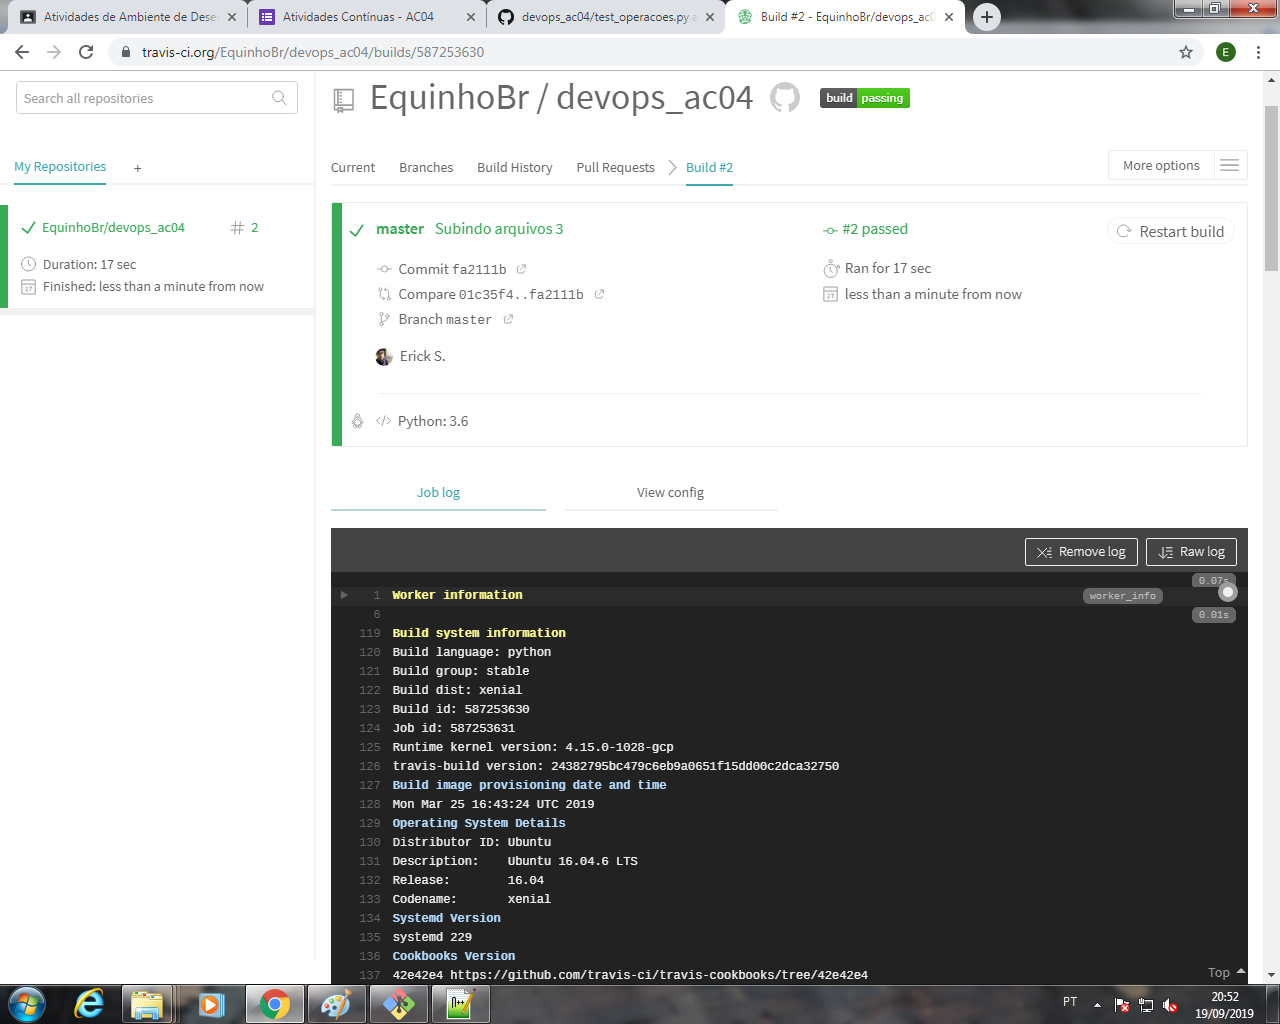 Atividades de Ambiente de Dese
Atividades Contínuas - AC04
devops_ac04/test_operacoes.py a
Build #2 - EquinhoBr/devops_ac0
travis-ci.org/EquinhoBr/devops_ac04/builds/587253630
E
Search all repositories
EquinhoBr / devops_ac04
build passing
My Repositories +
Current Branches Build History Pull Requests Build #2
More options
EquinhoBr/devops_ac04 # 2
Duration: 17 sec
Finished: less than a minute from now
master Subindo arquivos 3
#2 passed
Restart build
Commit fa2111b
Ran for 17 sec
Compare 01c35f4..fa2111b
less than a minute from now
Branch master
Erick S.
Python: 3.6
Job log
View config
Remove log
Raw log
0.07s
1 Worker information worker_info
6 0.01s
119 Build system information
120 Build language: python
121 Build group: stable
122 Build dist: xenial
123 Build id: 587253630
124 Job id: 587253631
125 Runtime kernel version: 4.15.0-1028-gcp
126 travis-build version: 24382795bc479c6eb9a0651f15dd00c2dca32750
127 Build image provisioning date and time
128 Mon Mar 25 16:43:24 UTC 2019
129 Operating System Details
130 Distributor ID: Ubuntu
131 Description: Ubuntu 16.04.6 LTS
132 Release: 16.04
133 Codename: xenial
134 Systemd Version
135 systemd 229
136 Cookbooks Version
137 42e42e4 https://github.com/travis-ci/travis-cookbooks/tree/42e42e4
Top
PT
20:52
19/09/2019